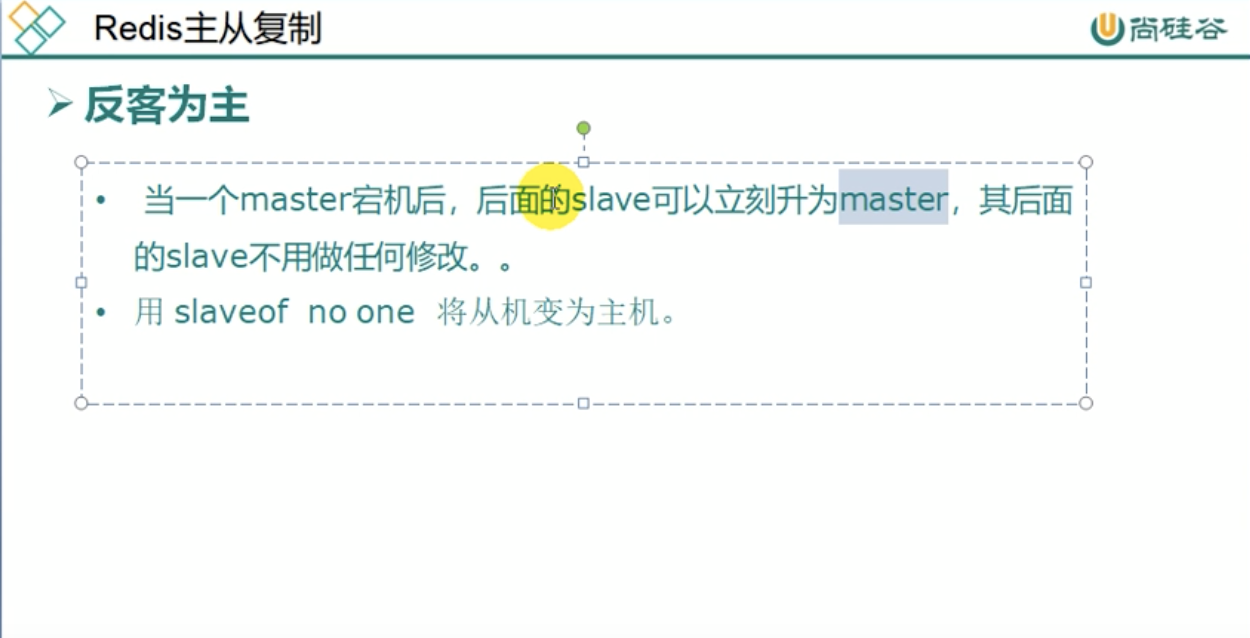 Redis主从复制
尚硅谷
反客为主
• 当一个master宕机后，后面的slave可以立刻升为master，其后面
的slave不用做任何修改。。
• 用 slaveof no one 将从机变为主机。